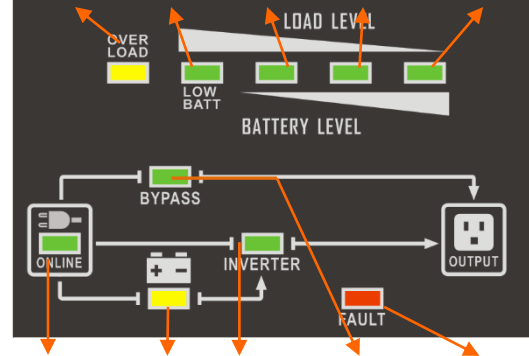 LOAD LEVEL
OVER
LOAD
LOW
BATT
BATTERY LEVEL
BYPASS
ONLINE
INVERTER
OUTPUT
FAULT